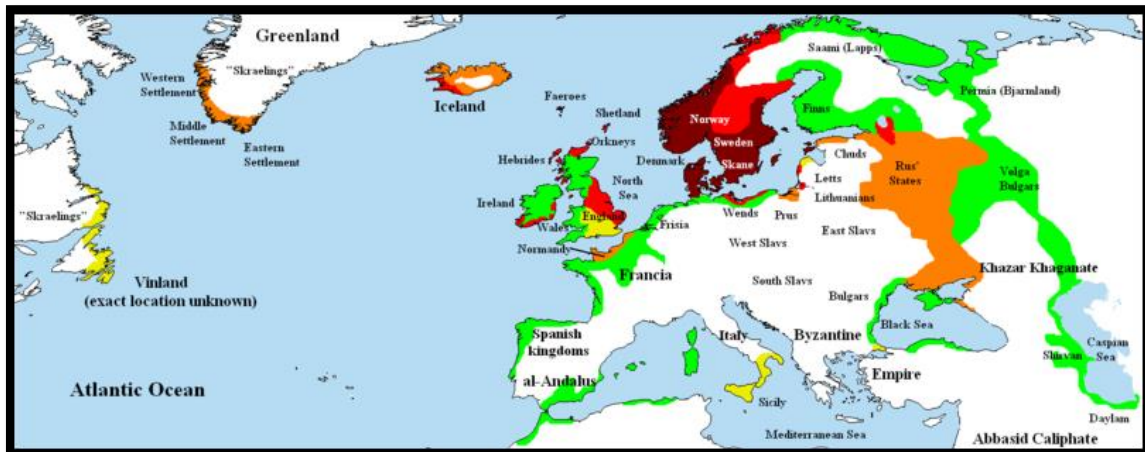 Greenland
"Skraelings"
Western
Settlement
Middle
Settlement
Eastern
Settlement
"Skraelings"
Vinland
(exact location unknown)
Atlantic Ocean
Iceland
Faeroes
Shetland
Orkneys
Hebrides
North
Sea
Ireland
England
Wales
Normandy
Denmark
Norway
Sweden
Skane
Saami (Lapps)
Finns
Permia (Bjarmland)
Chuds
Letts
Lithuanians
Rus'
States
Volga
Bulgars
Frisia
Wends
Prus
West Slavs
East Slavs
Francia
South Slavs
Khazar Khaganate
Bulgars
Black Sea
Spanish
kingdoms
al-Andalus
Italy
Byzantine
Empire
Sicily
Shirvan
Caspian
Sea
Daylam
Mediterranean Sea
Abbasid Caliphate